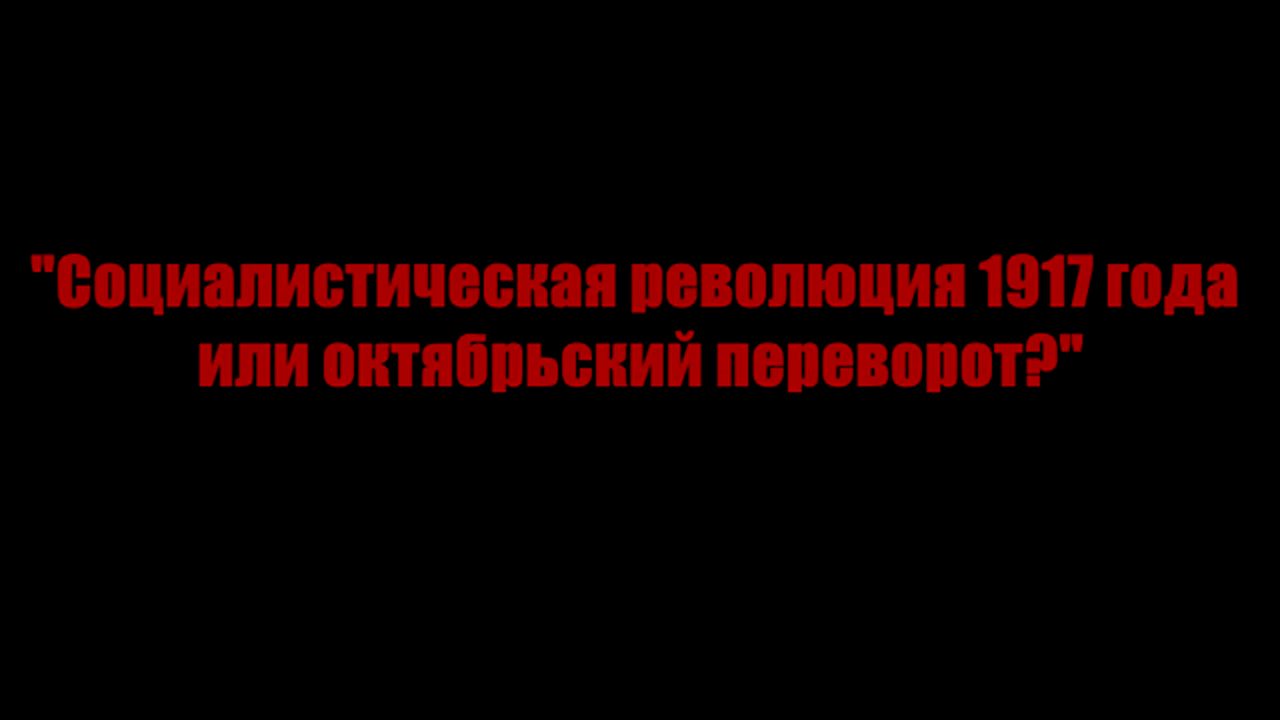 "Социалистическая революция 1917 года
или октябрьский переворот?"